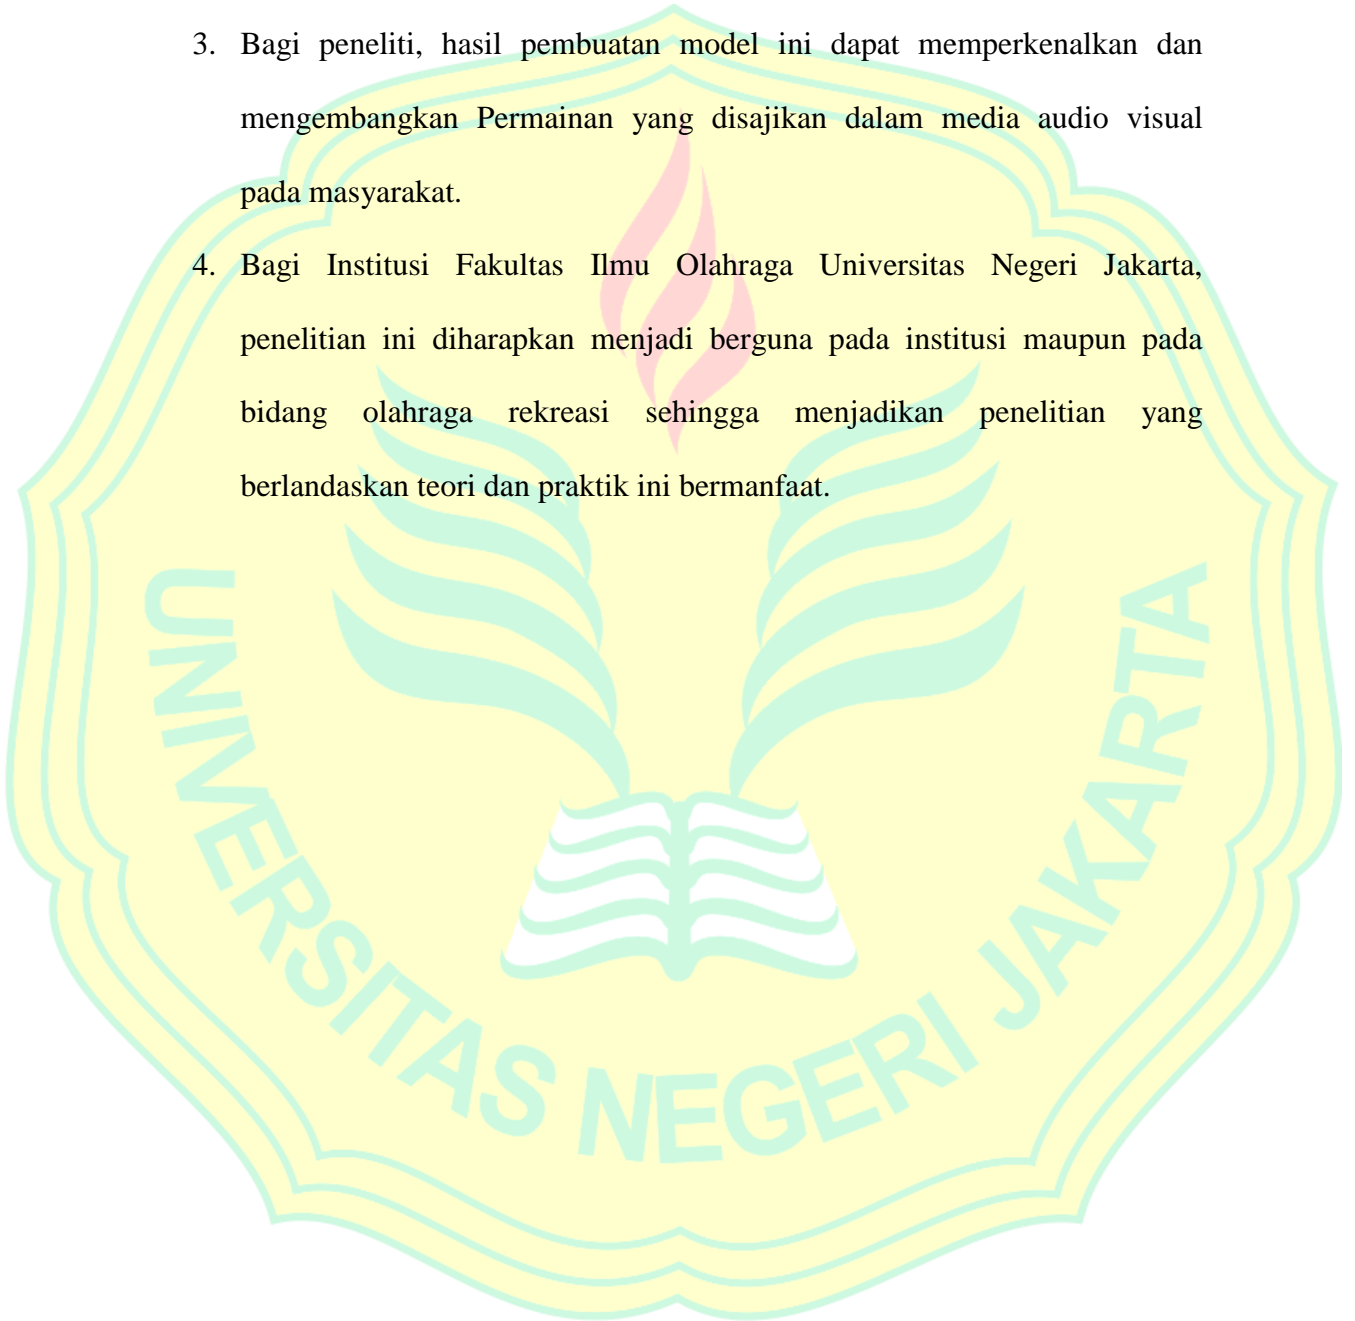 3. Bagi peneliti, hasil pembuatan model ini dapat memperkenalkan dan
mengembangkan Permainan yang disajikan dalam media audio visual
pada masyarakat.
4. Bagi Institusi Fakultas Ilmu Olahraga Universitas Negeri Jakarta,
penelitian ini diharapkan menjadi berguna pada institusi maupun pada
bidang olahraga rekreasi sehingga menjadikan penelitian yang
berlandaskan teori dan praktik ini bermanfaat.
UNIVERSITAS NEGERI JAKARTA